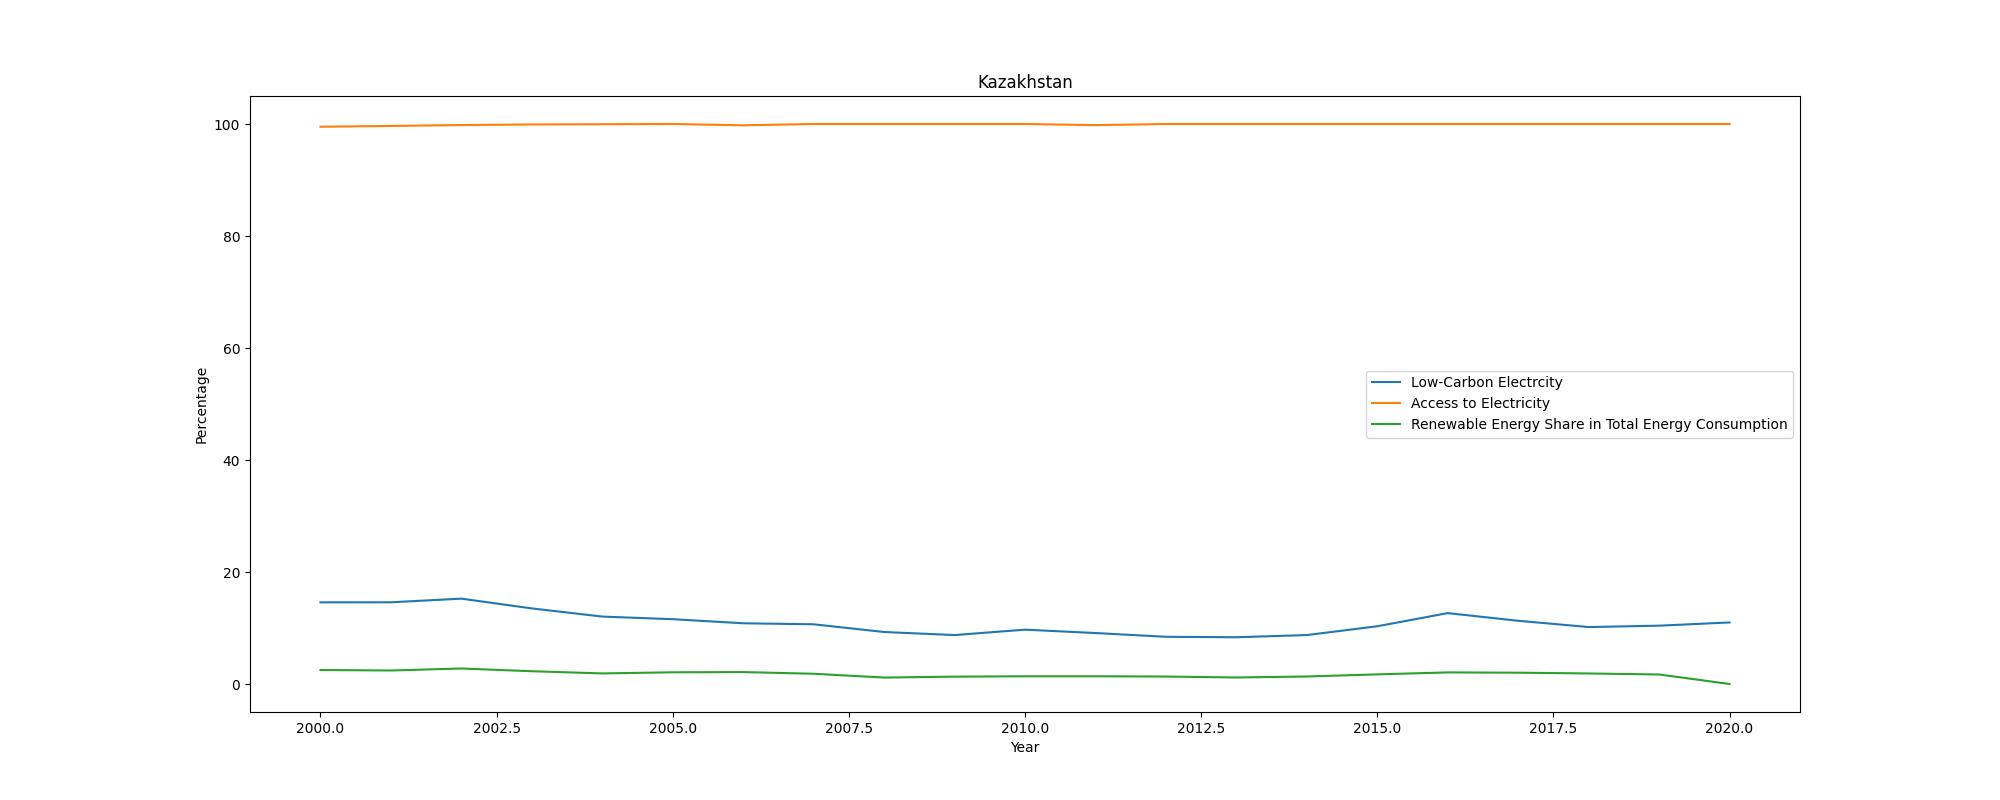 Kazakhstan
100
80
60
40
20
0
Percentage
Low-Carbon Electrcity
Access to Electricity
Renewable Energy Share in Total Energy Consumption
2000.0 2002.5 2005.0 2007.5 2010.0 2012.5 2015.0 2017.5 2020.0
Year